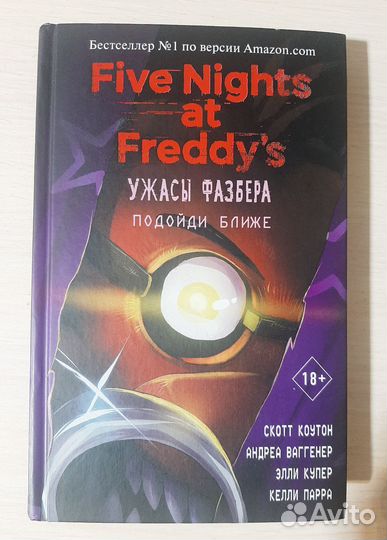 Бестселлер №1 по версии Amazon.com
Five Nights
at
Freddy's
УЖАСЫ ФАЗБЕРА
ПОДОЙДИ БЛИЖЕ
18+
СКОТТ КОУТОН
АНДРЕА ВАГГЕНЕР
ЭЛЛИ КУПЕР
КЕЛЛИ ПАРРА
Avito